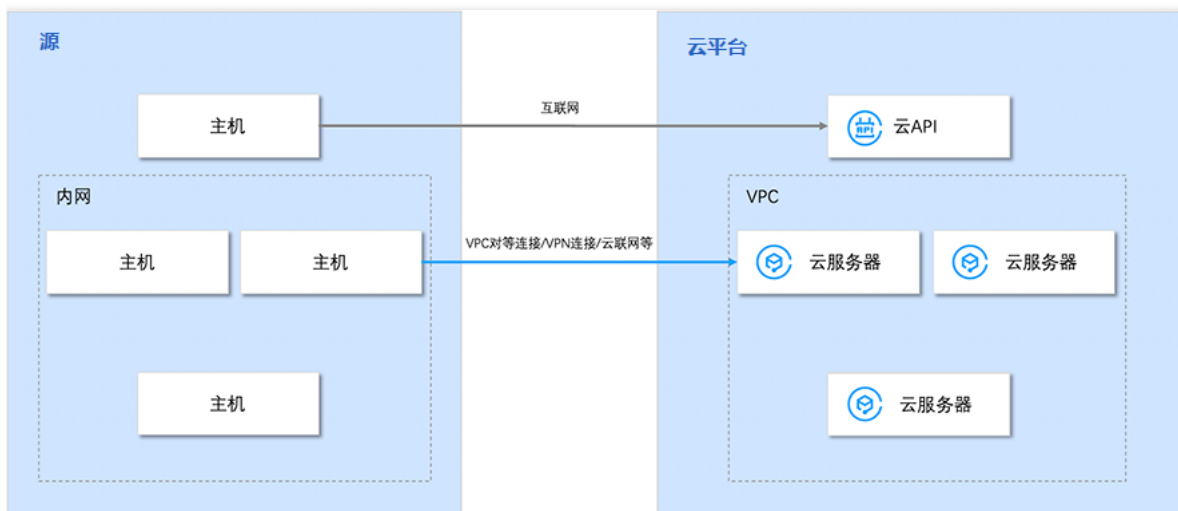 源
云平台
互联网
主机
API
云API
内网
VPC
VPC对等连接/VPN连接/云联网等
主机
主机
云服务器
云服务器
主机
云服务器